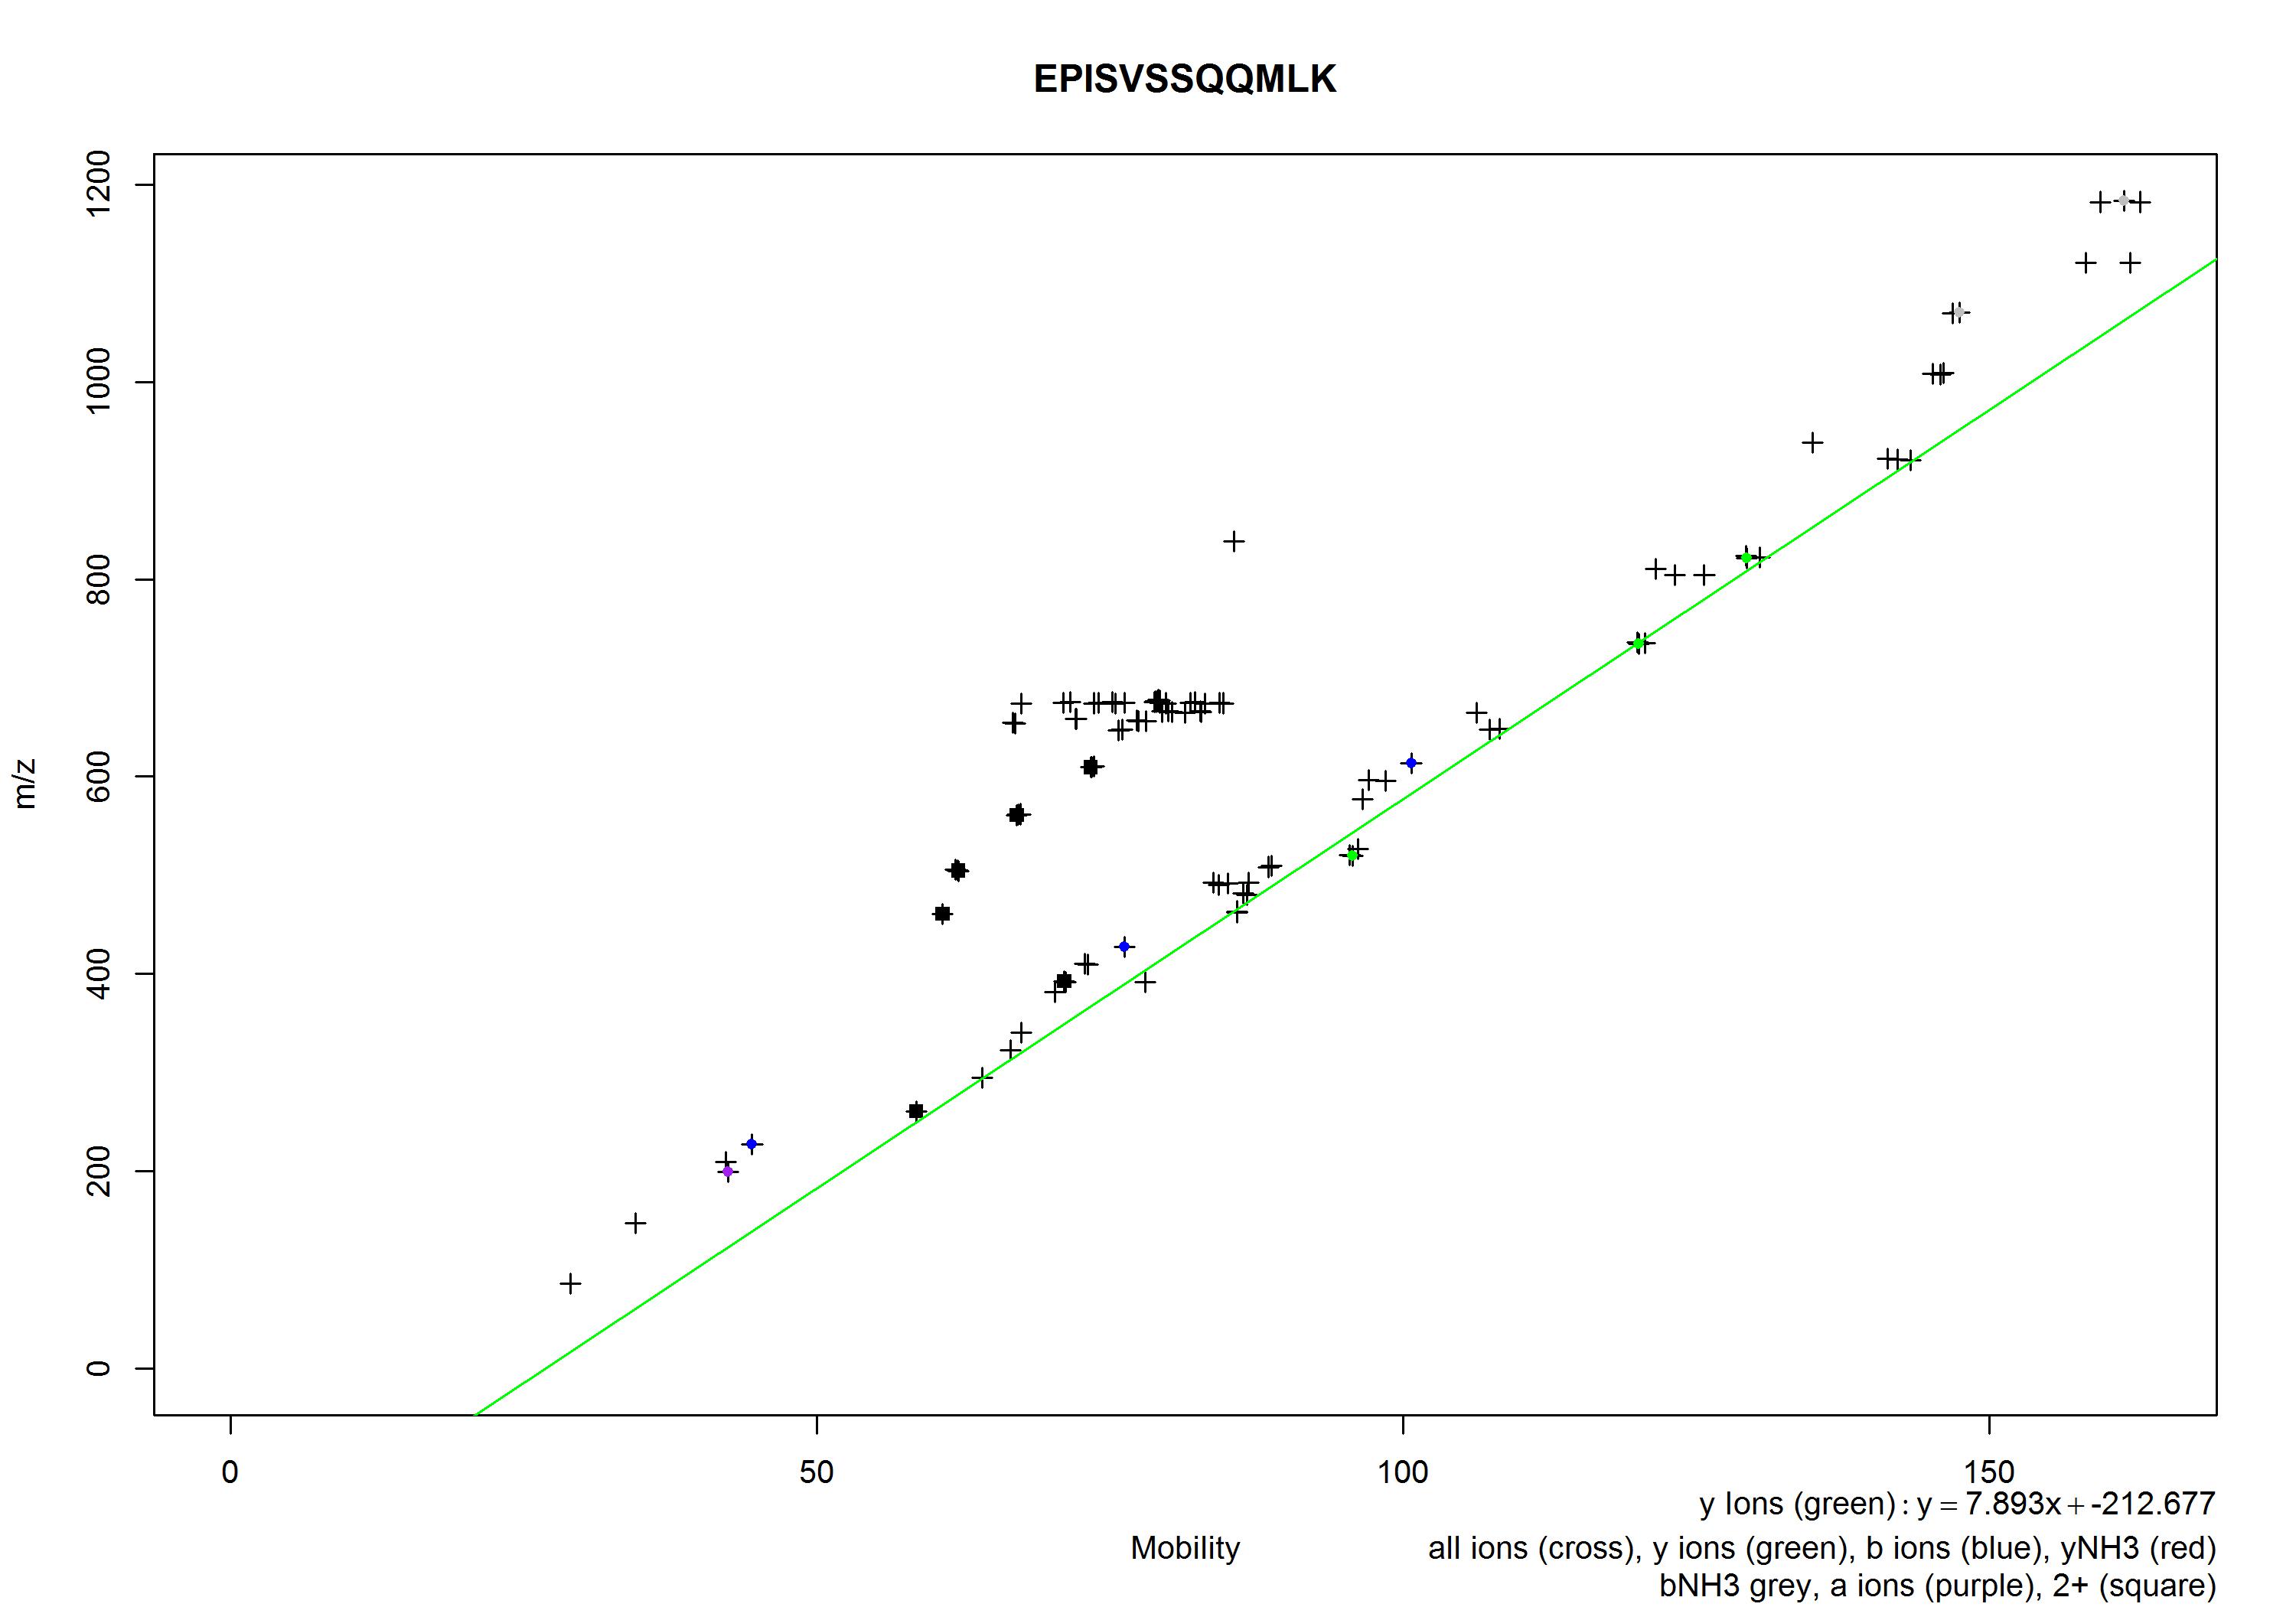 EPISVSSQQMLK
1200
1000
800
600
400
200
0
m/z
0 50 100 150
y Ions (green) : y = 7.893x + -212.677
Mobility
all ions (cross), y ions (green), b ions (blue), yNH3 (red)
bNH3 grey, a ions (purple), 2+ (square)